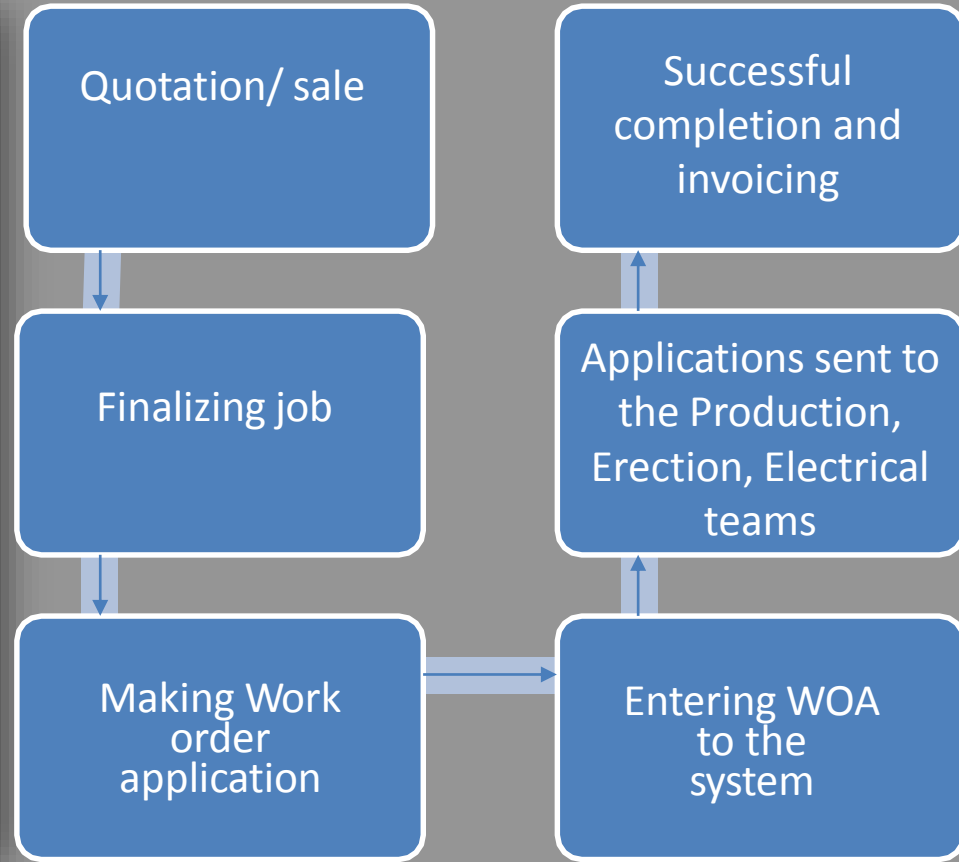 Quotation/ sale
Finalizing job
Making Work
order
application
Entering WOA
to the
system
Applications sent to
the Production,
Erection, Electrical
teams
Successful
completion and
invoicing